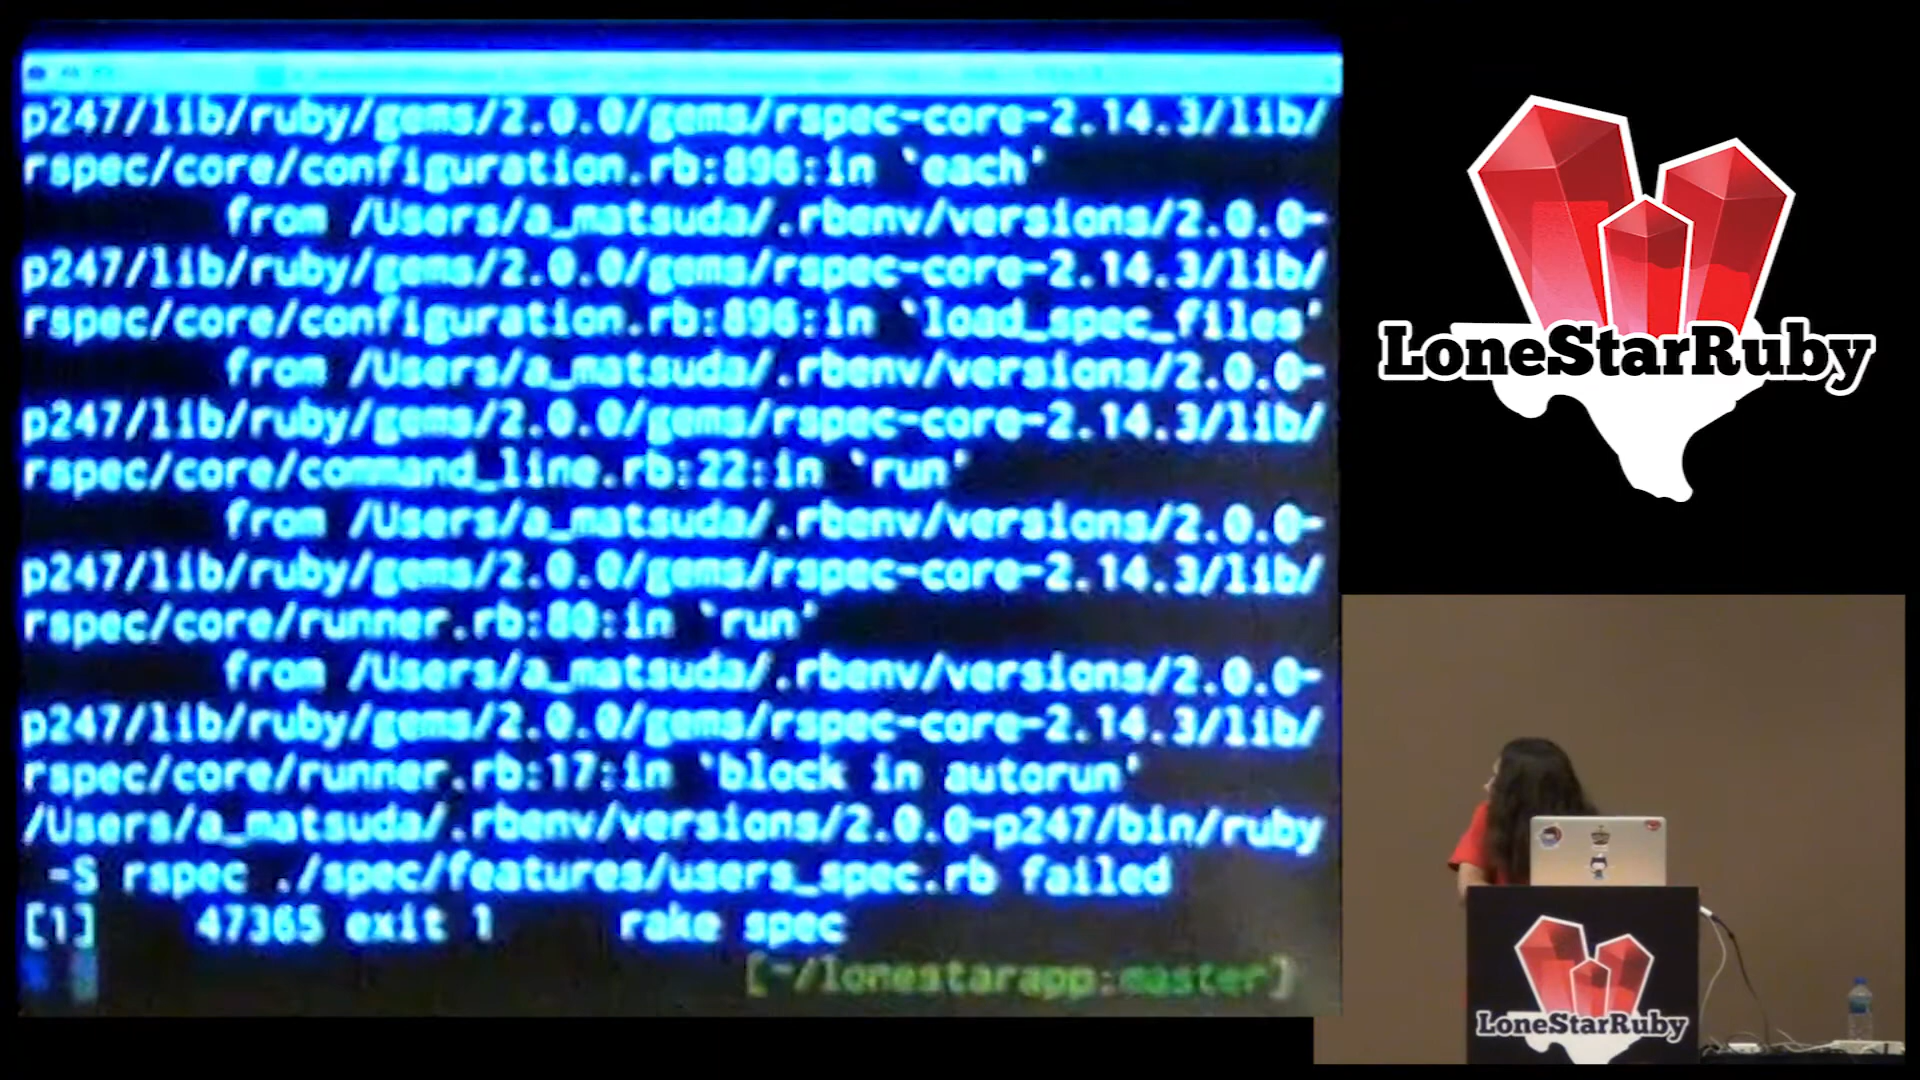 p247/lib/ruby/gems/2.0.0/gems/rspec-core-2.14.3/lib/
rspec/core/configuration.rb:896:in `each'
from /Users/a_matsuda/.rbenv/versions/2.0.0-
p247/lib/ruby/gems/2.0.0/gems/rspec-core-2.14.3/lib/
rspec/core/configuration.rb:896:in `load_spec_files'
from /Users/a_matsuda/.rbenv/versions/2.0.0-
p247/lib/ruby/gems/2.0.0/gems/rspec-core-2.14.3/lib/
rspec/core/command_line.rb:22:in `run'
from /Users/a_matsuda/.rbenv/versions/2.0.0-
p247/lib/ruby/gems/2.0.0/gems/rspec-core-2.14.3/lib/
rspec/core/runner.rb:80:in `run'
from /Users/a_matsuda/.rbenv/versions/2.0.0-
p247/lib/ruby/gems/2.0.0/gems/rspec-core-2.14.3/lib/
rspec/core/runner.rb:17:in `block in autorun'
/Users/a_matsuda/.rbenv/versions/2.0.0-p247/bin/ruby
-S rspec ./spec/features/users_spec.rb failed
[1] 47365 exit 1 rake spec
[~/lonestarapp:master]
LoneStarRuby
LoneStarRuby